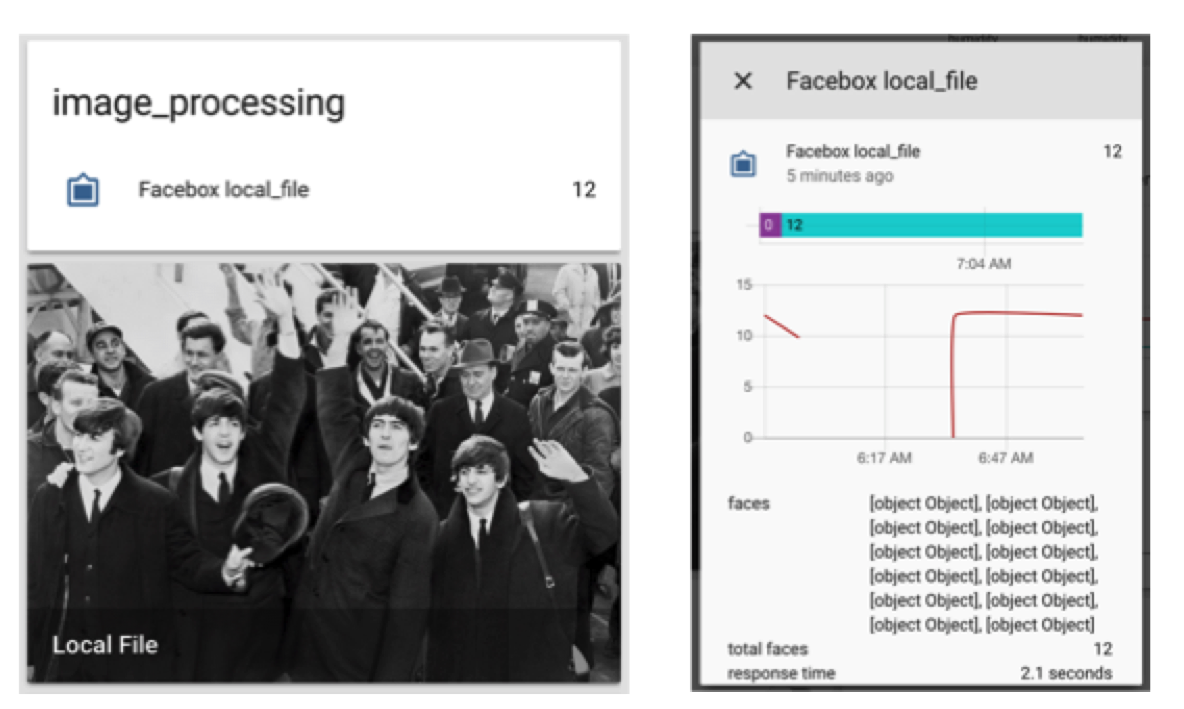 image_processing
Facebox local_file 12
Local File
humidity humidity
Facebox local_file
Facebox local_file 12
5 minutes ago
0 12
7:04 AM
15
10
5
0
6:17 AM 6:47 AM
faces [object Object], [object Object],
[object Object], [object Object],
[object Object], [object Object],
[object Object], [object Object],
[object Object], [object Object],
[object Object], [object Object]
total faces 12
response time 2.1 seconds